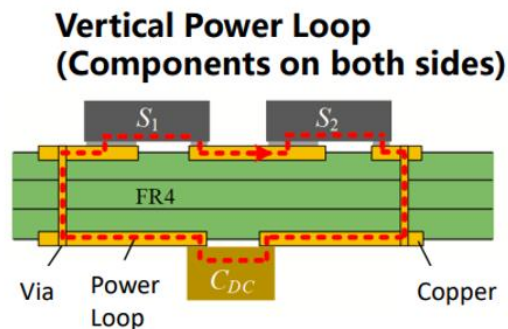 Vertical Power Loop
(Components on both sides)
S1
S2
FR4
CDC
Via
Power
Loop
Copper